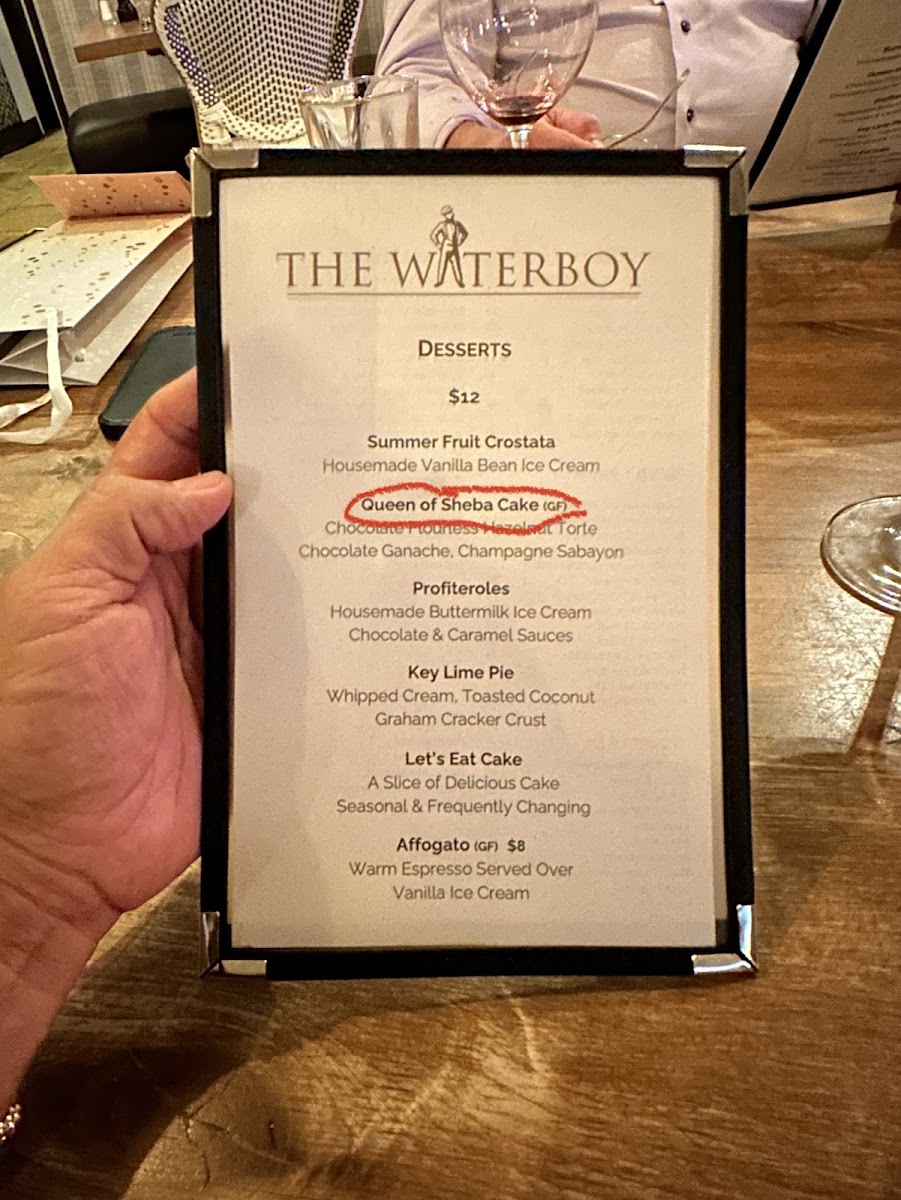 THE WATERBOY
DESSERTS
$12
Summer Fruit Crostata
Housemade Vanilla Bean Ice Cream
Queen of Sheba Cake (GF)
Chocolate Flourless Hazelnut Torte
Chocolate Ganache, Champagne Sabayon
Profiteroles
Housemade Buttermilk Ice Cream
Chocolate & Caramel Sauces
Key Lime Pie
Whipped Cream, Toasted Coconut
Graham Cracker Crust
Let's Eat Cake
A Slice of Delicious Cake
Seasonal & Frequently Changing
Affogato (GF) $8
Warm Espresso Served Over
Vanilla Ice Cream